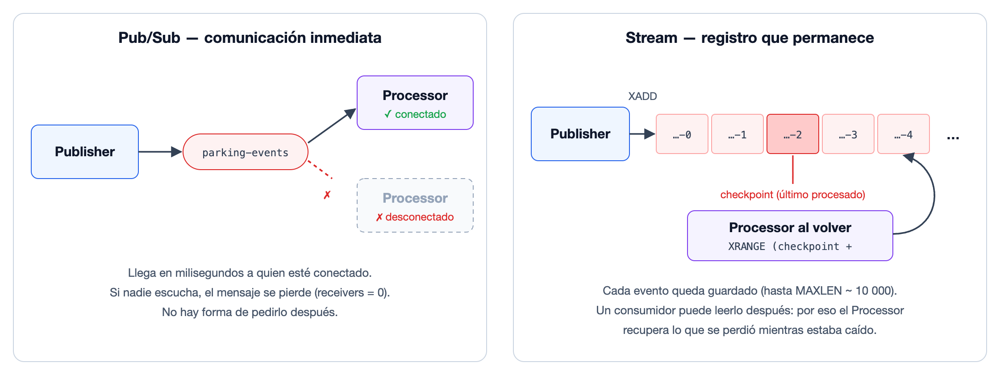 Pub/Sub — comunicación inmediata
Publisher
parking-events
Processor
✓ conectado
✗
Processor
✗ desconectado
Llega en milisegundos a quien esté conectado.
Si nadie escucha, el mensaje se pierde (receivers = 0).
No hay forma de pedirlo después.
Stream — registro que permanece
XADD
Publisher
…-0
…-1
…-2
…-3
…-4
...
checkpoint (último procesado)
Processor al volver
XRANGE (checkpoint +
Cada evento queda guardado (hasta MAXLEN ~ 10 000).
Un consumidor puede leerlo después: por eso el Processor
recupera lo que se perdió mientras estaba caído.